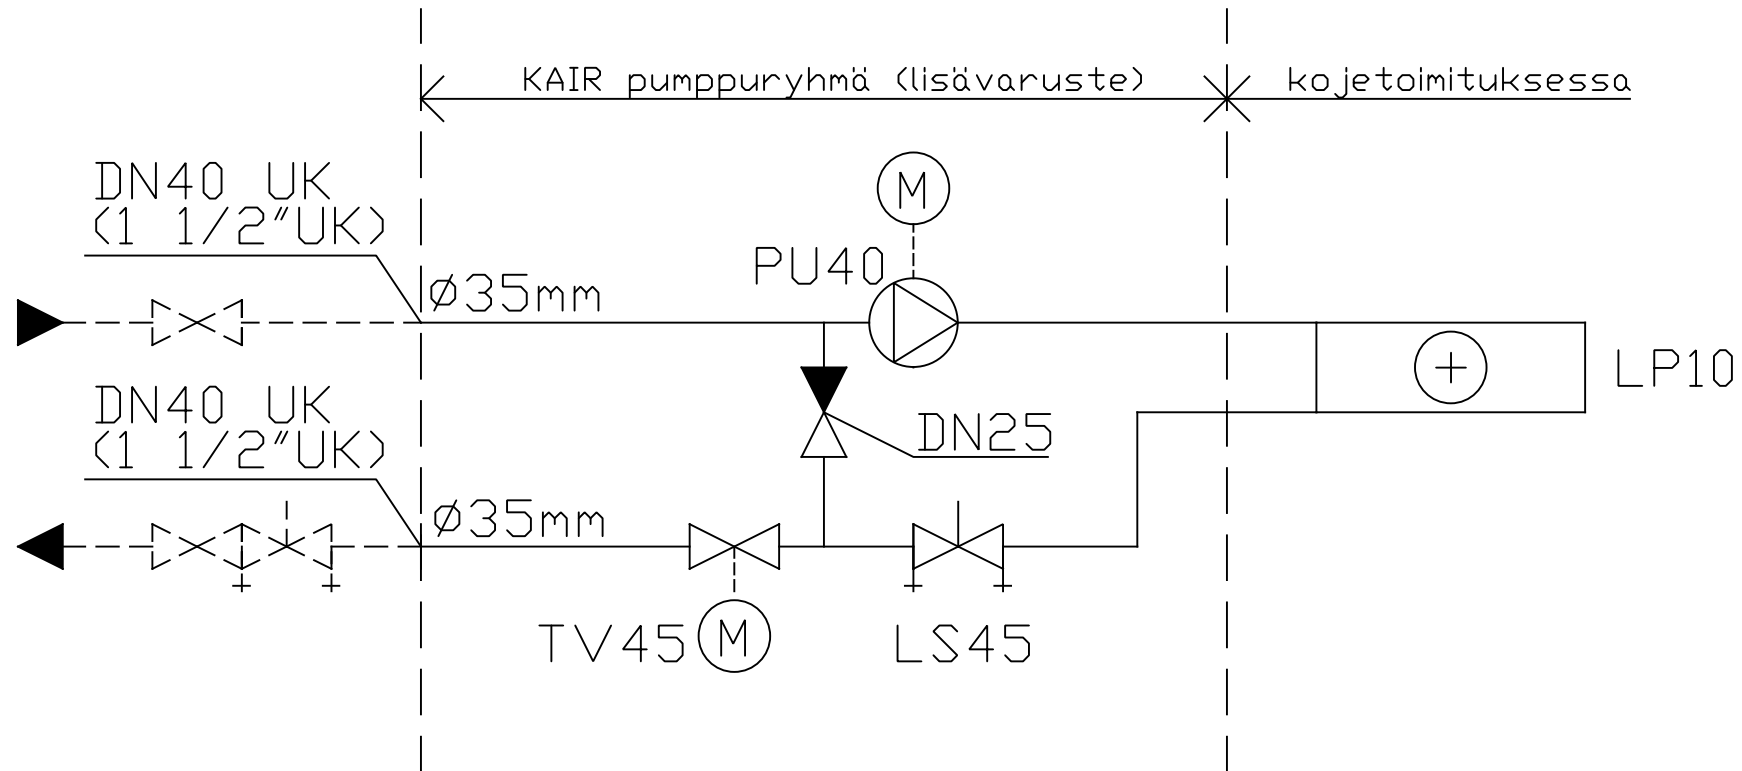 KAIR pumppuryhmä (lisävaruste)
kojetoimituksessa
DN40 UK
(1 1/2"UK)
M
PU40
Ø35mm
LP10
DN40 UK
(1 1/2"UK)
DN25
Ø35mm
TV45
M
LS45